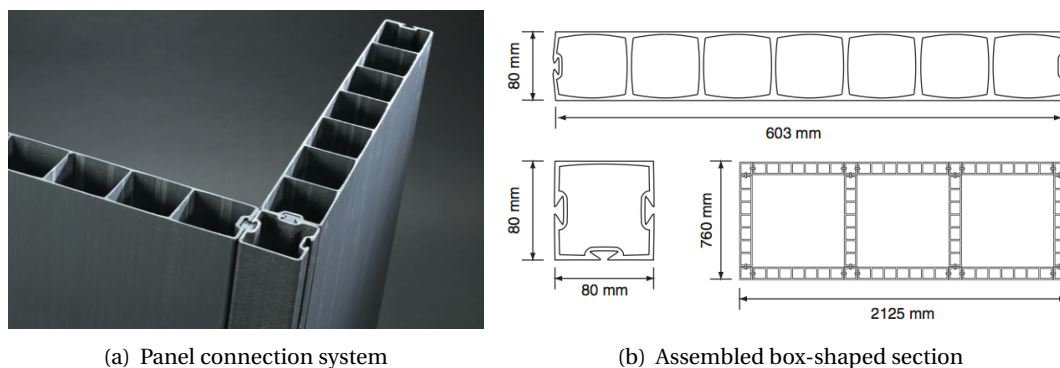 80 mm
603 mm
80 mm
80 mm
760 mm
2125 mm
(a) Panel connection system
(b) Assembled box-shaped section